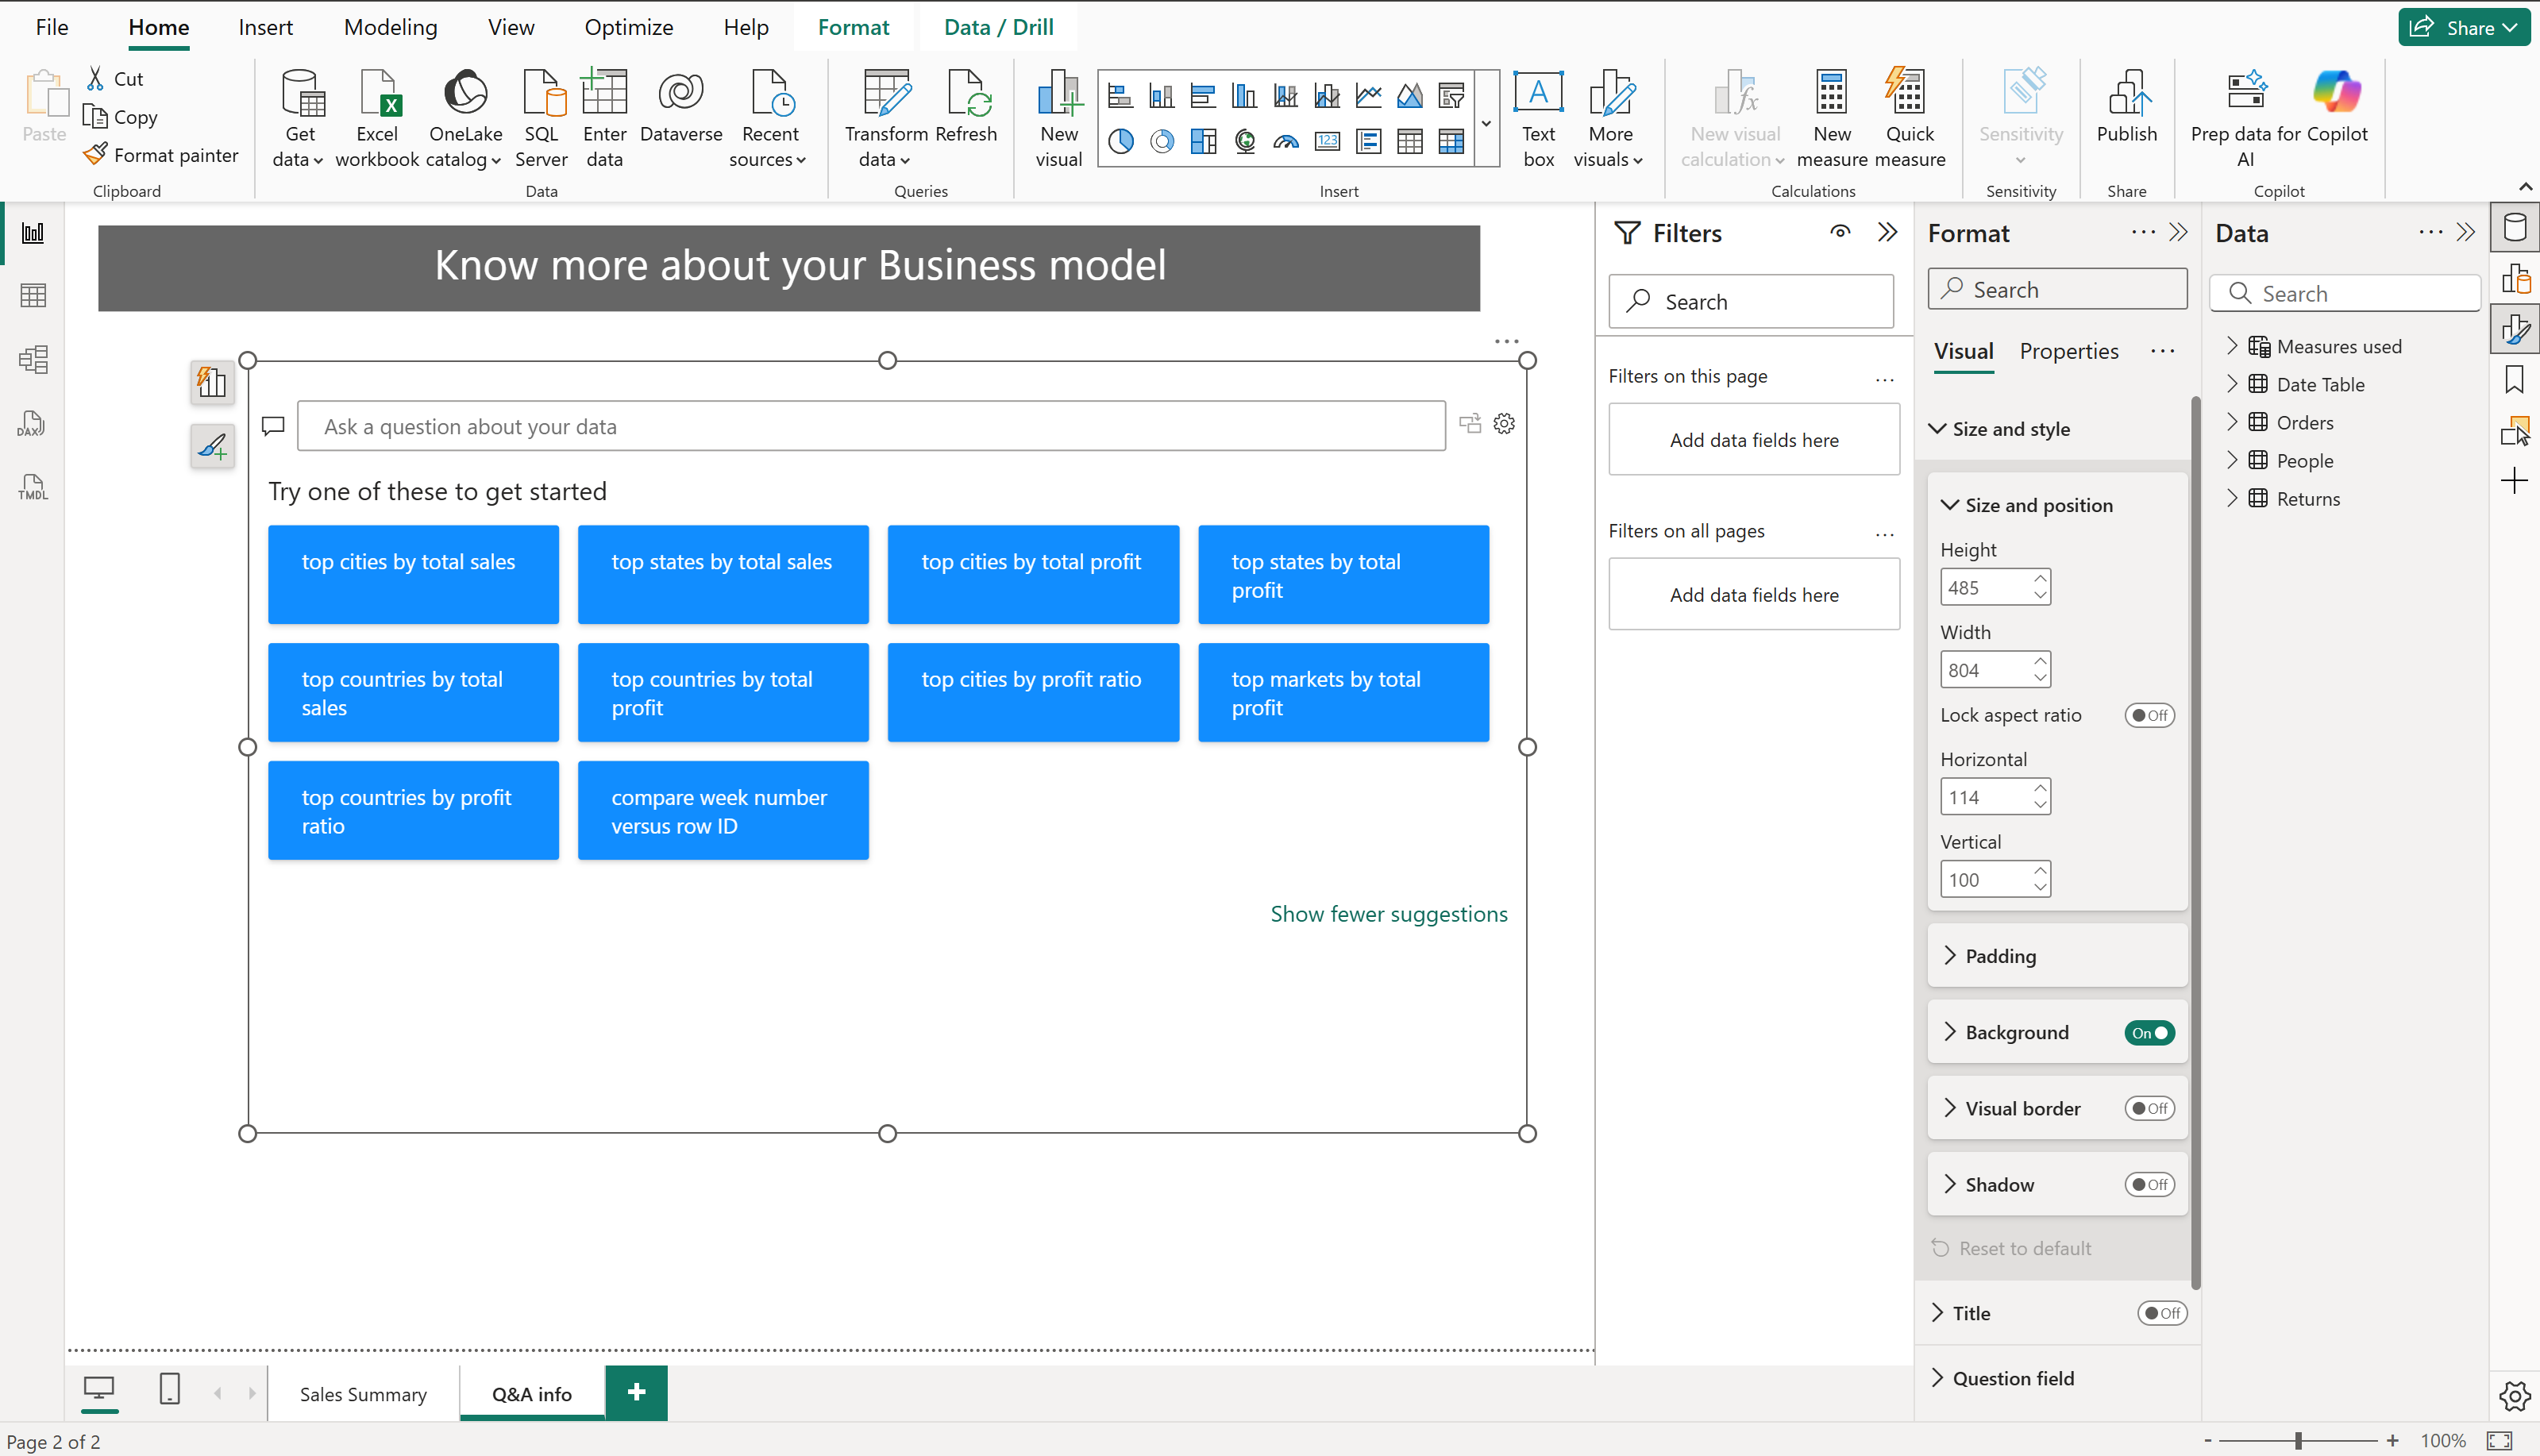 File Home Insert Modeling View Optimize Help Format Data / Drill Share
Paste
Cut
Copy
Format painter
Clipboard
Get data
Excel workbook
OneLake catalog
SQL Server
Enter data
Dataverse
Recent sources
Data
Transform data
Refresh
Queries
New visual
123
A
Text box
More visuals
Insert
fx
New visual calculation
New measure
Quick measure
Calculations
Sensitivity
Sensitivity
Publish
Share
Prep data for AI
Copilot
Copilot
DAX
TMDL
Know more about your Business model
Ask a question about your data
Try one of these to get started
top cities by total sales
top states by total sales
top cities by total profit
top states by total
profit
top countries by total
sales
top countries by total
profit
top cities by profit ratio
top markets by total
profit
top countries by profit
ratio
compare week number
versus row ID
Show fewer suggestions
Filters
Search
Filters on this page
Add data fields here
Filters on all pages
Add data fields here
Format
Search
Visual Properties
Size and style
Size and position
Height
485
Width
804
Lock aspect ratio Off
Horizontal
114
Vertical
100
Padding
Background On
Visual border Off
Shadow Off
Reset to default
Title Off
Question field
Data
Search
Measures used
Date Table
Orders
People
Returns
Sales Summary Q&A info +
Page 2 of 2
- + 100%